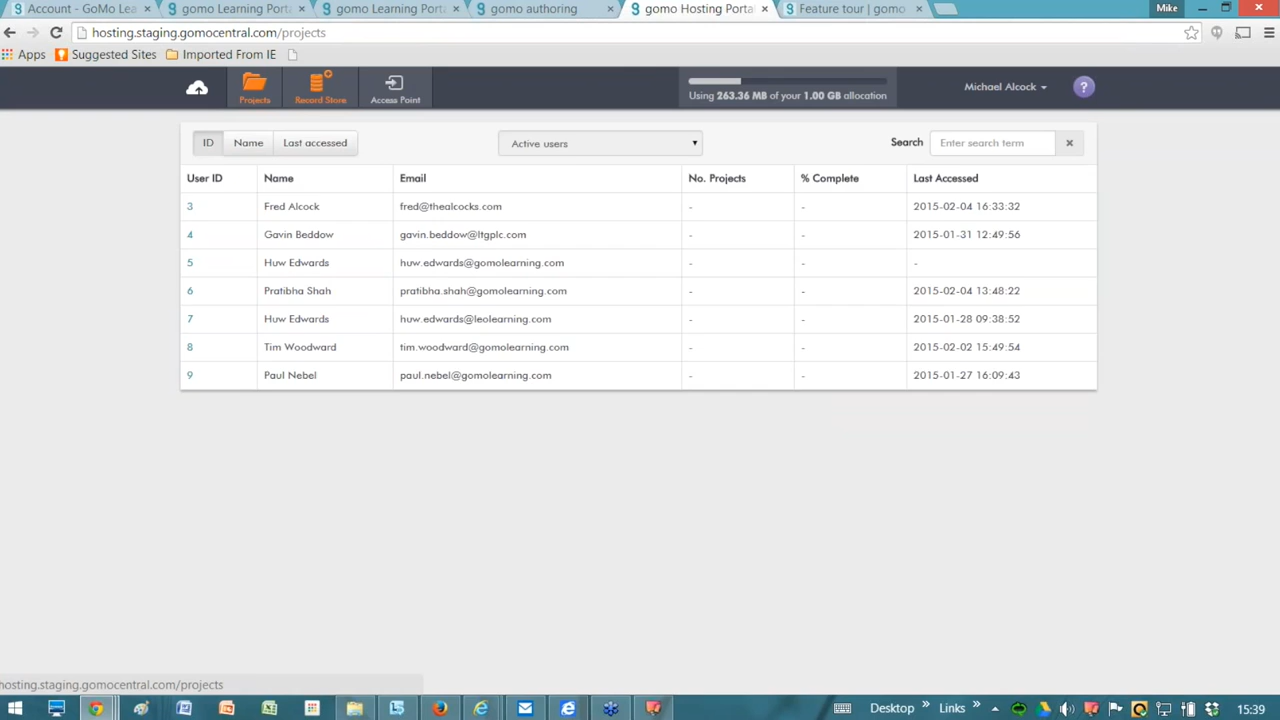 Account - GoMo Lea
gomo Learning Porta
gomo Learning Porta
gomo authoring
gomo Hosting Porta
Feature tour | gomo
Mike
hosting.staging.gomocentral.com/projects
Apps
Suggested Sites
Imported From IE
Projects
Record Store
Access Point
Using 263.36 MB of your 1.00 GB allocation
Michael Alcock
?
ID
Name
Last accessed
Active users
Search
Enter search term
User ID Name Email No. Projects % Complete Last Accessed
3 Fred Alcock fred@thealcocks.com - - 2015-02-04 16:33:32
4 Gavin Beddow gavin.beddow@ltgplc.com - - 2015-01-31 12:49:56
5 Huw Edwards huw.edwards@gomolearning.com - - -
6 Pratibha Shah pratibha.shah@gomolearning.com - - 2015-02-04 13:48:22
7 Huw Edwards huw.edwards@leolearning.com - - 2015-01-28 09:38:52
8 Tim Woodward tim.woodward@gomolearning.com - - 2015-02-02 15:49:54
9 Paul Nebel paul.nebel@gomolearning.com - - 2015-01-27 16:09:43
hosting.staging.gomocentral.com/projects
Desktop
Links
15:39